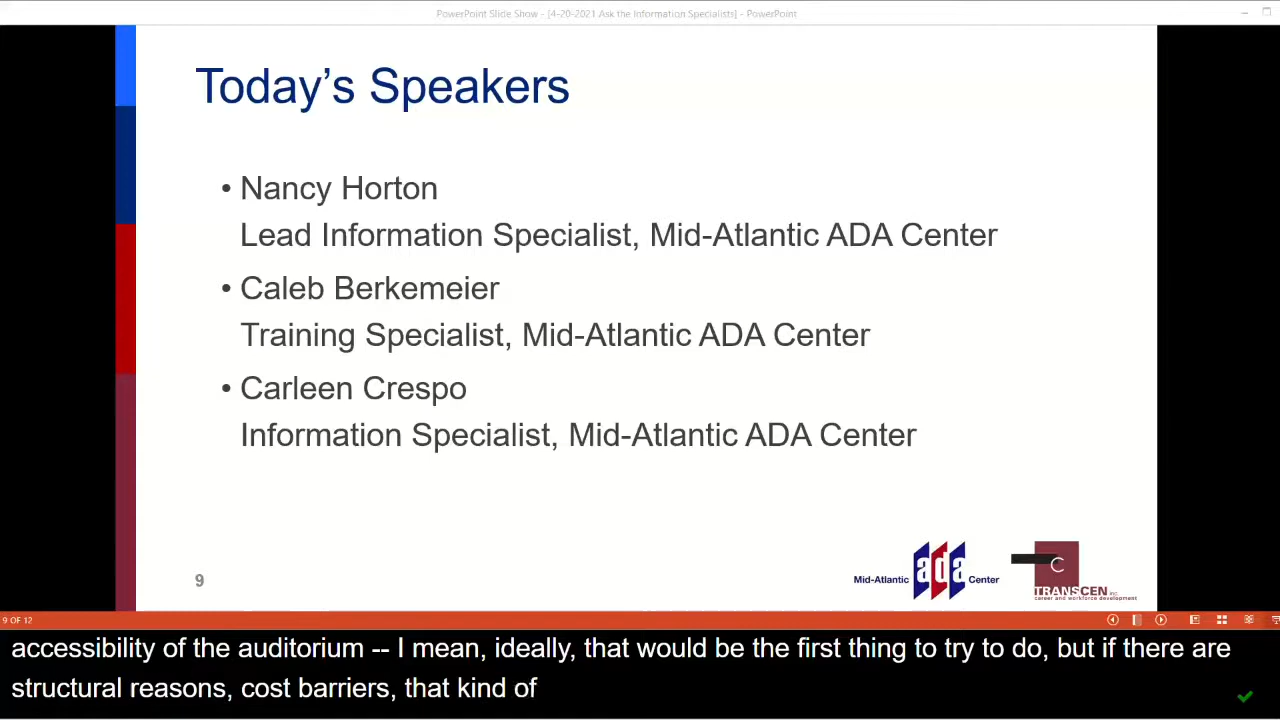 PowerPoint Slide Show - [4-20-2021 Ask the Information Specialists] - PowerPoint
Today's Speakers
• Nancy Horton
Lead Information Specialist, Mid-Atlantic ADA Center
• Caleb Berkemeier
Training Specialist, Mid-Atlantic ADA Center
• Carleen Crespo
Information Specialist, Mid-Atlantic ADA Center
9
Mid-Atlantic ada Center
C
TRANSCEN inc.
career and workforce development
9 OF 12
accessibility of the auditorium -- I mean, ideally, that would be the first thing to try to do, but if there are
structural reasons, cost barriers, that kind of